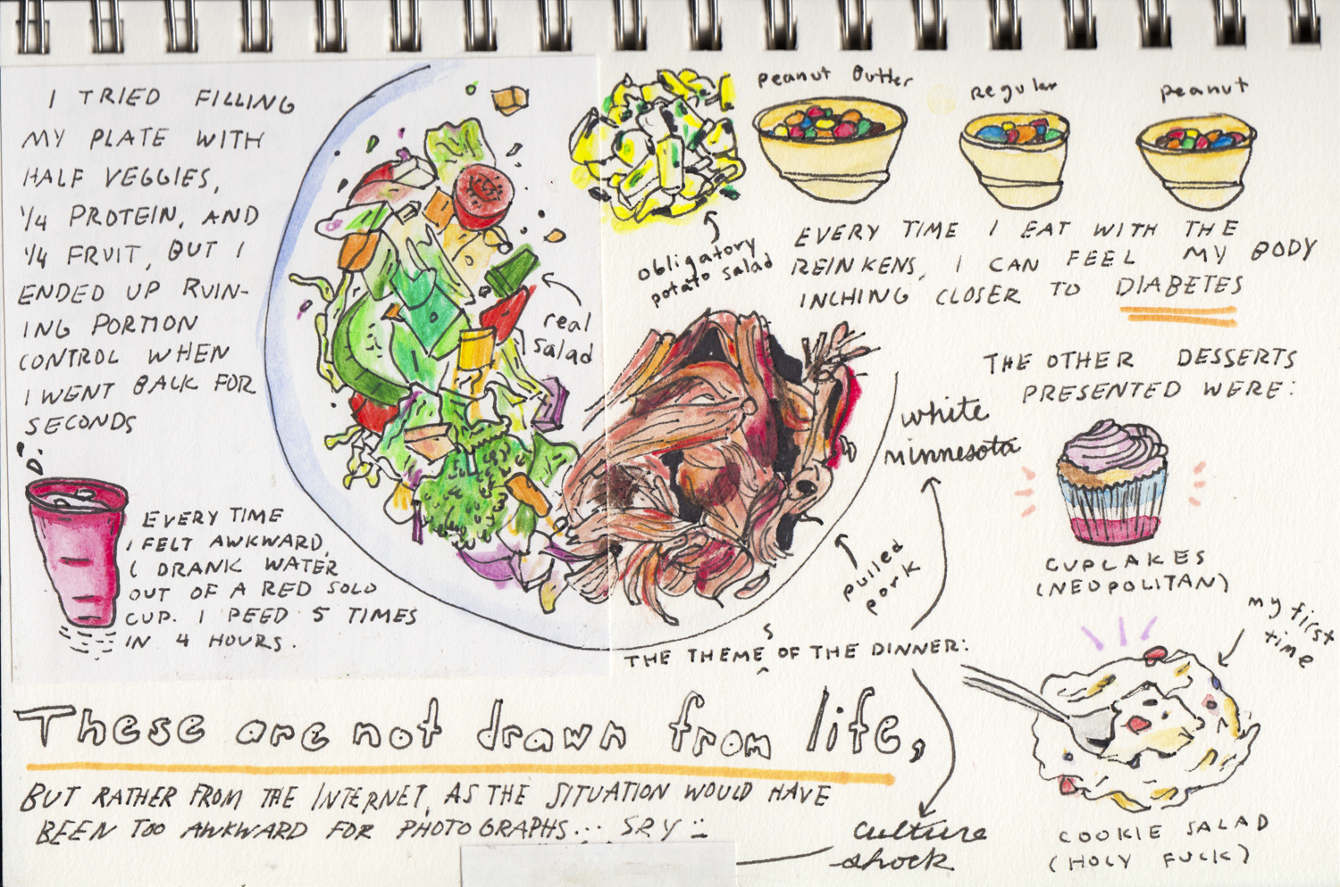 I TRIED FILLING
MY PLATE WITH
HALF VEGGIES,
1/4 PROTEIN, AND
1/4 FRUIT, BUT I
ENDED UP RUIN-
ING PORTION
CONTROL WHEN
I WENT BACK FOR
SECONDS
EVERY TIME
I FELT AWKWARD,
I DRANK WATER
OUT OF A RED SOLO
CUP. I PEED 5 TIMES
IN 4 HOURS.
real
salad
obligatory
potato salad
peanut butter
regular
peanut
EVERY TIME I EAT WITH THE
REINKENS, I CAN FEEL MY BODY
INCHING CLOSER TO DIABETES
THE OTHER DESSERTS
PRESENTED WERE:
CUPCAKES
(NEOPOLITAN)
my first
time
COOKIE SALAD
(HOLY FUCK)
pulled
pork
white
minnesota
THE THEMES OF THE DINNER:
culture
shock
These are not drawn from life,
BUT RATHER FROM THE INTERNET, AS THE SITUATION WOULD HAVE
BEEN TOO AWKWARD FOR PHOTOGRAPHS... SRY